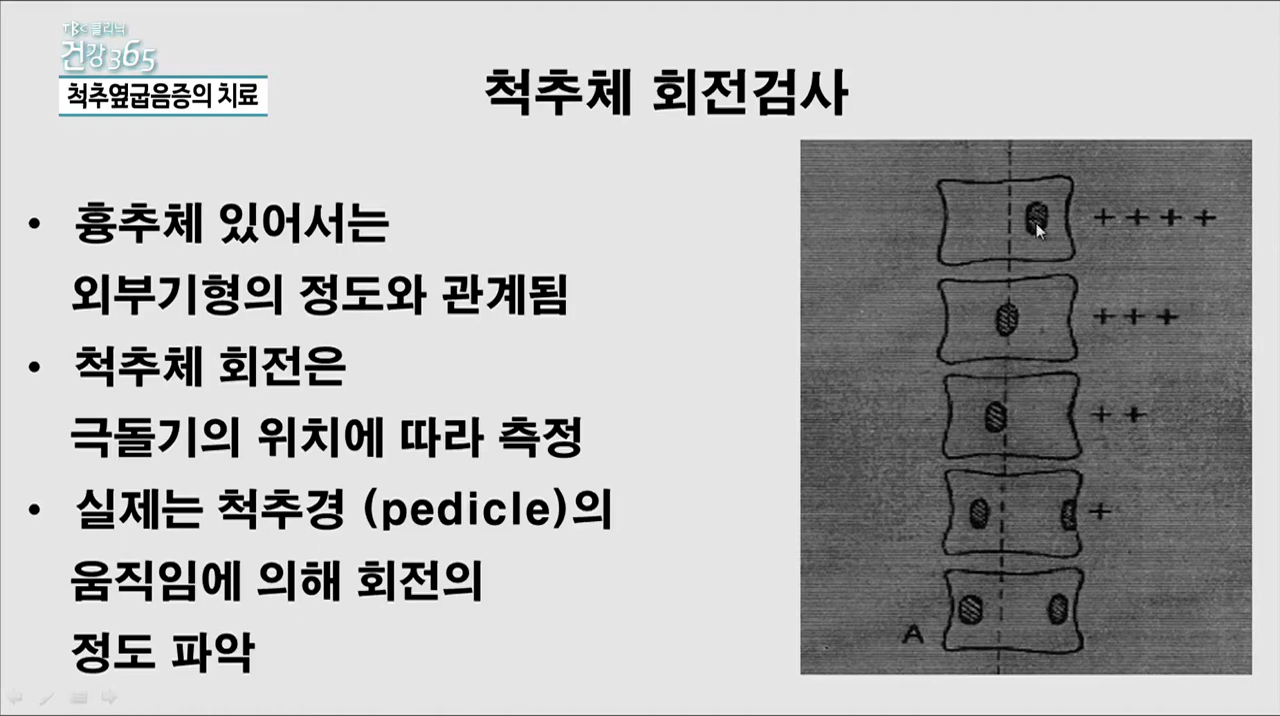 TBC 클리닉
건강365
척추옆굽음증의 치료
척추체 회전검사
• 흉추체 있어서는
외부기형의 정도와 관계됨
• 척추체 회전은
극돌기의 위치에 따라 측정
• 실제는 척추경 (pedicle)의
움직임에 의해 회전의
정도 파악
++++
+++
++
+
A